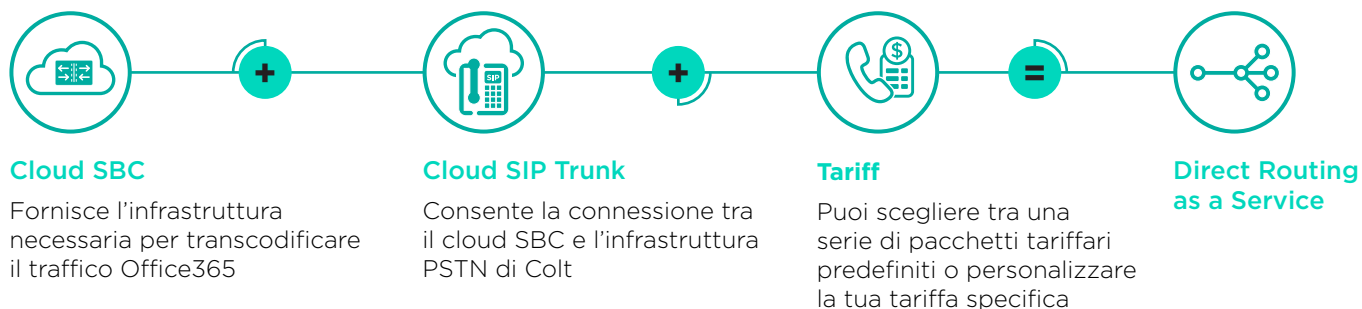 +
SIP
+
$
=
Cloud SBC
Fornisce l'infrastruttura
necessaria per transcodificare
il traffico Office365
Cloud SIP Trunk
Consente la connessione tra
il cloud SBC e l'infrastruttura
PSTN di Colt
Tariff
Puoi scegliere tra una
serie di pacchetti tariffari
predefiniti o personalizzare
la tua tariffa specifica
Direct Routing
as a Service